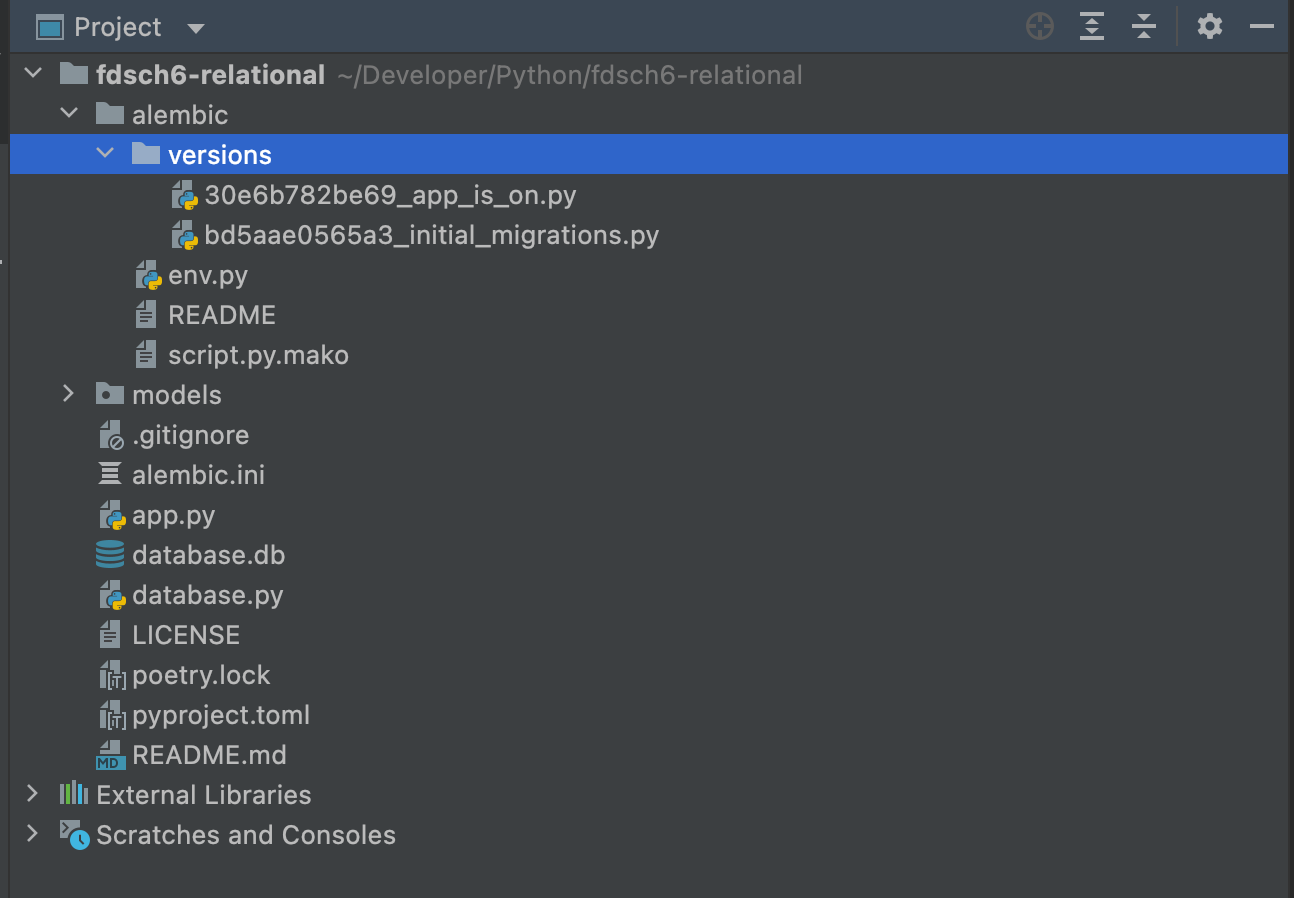 Project
fdsch6-relational ~/Developer/Python/fdsch6-relational
alembic
versions
30e6b782be69_app_is_on.py
bd5aae0565a3_initial_migrations.py
env.py
README
script.py.mako
models
.gitignore
alembic.ini
app.py
database.db
database.py
LICENSE
poetry.lock
pyproject.toml
MD README.md
External Libraries
Scratches and Consoles